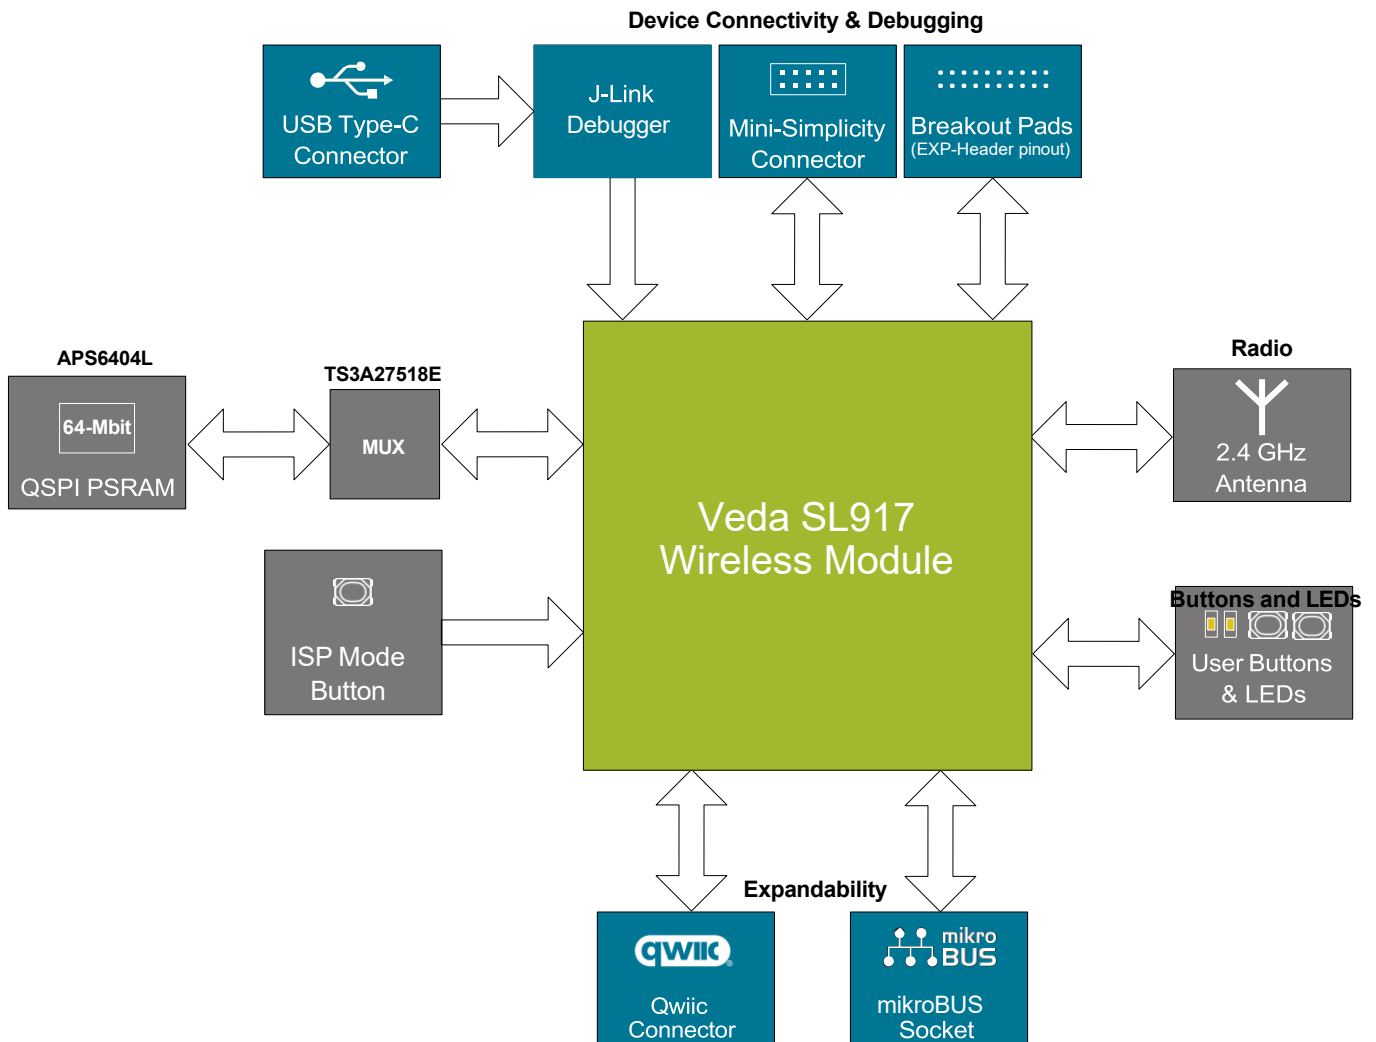 Device Connectivity & Debugging
USB Type-C
Connector
J-Link
Debugger
Mini-Simplicity
Connector
Breakout Pads
(EXP-Header pinout)
APS6404L
64-Mbit
QSPI PSRAM
TS3A27518E
MUX
Radio
2.4 GHz
Antenna
Veda SL917
Wireless Module
ISP Mode
Button
Buttons and LEDs
User Buttons
& LEDs
Expandability
qwiic®
Qwiic
Connector
mikro
BUS
mikroBUS
Socket